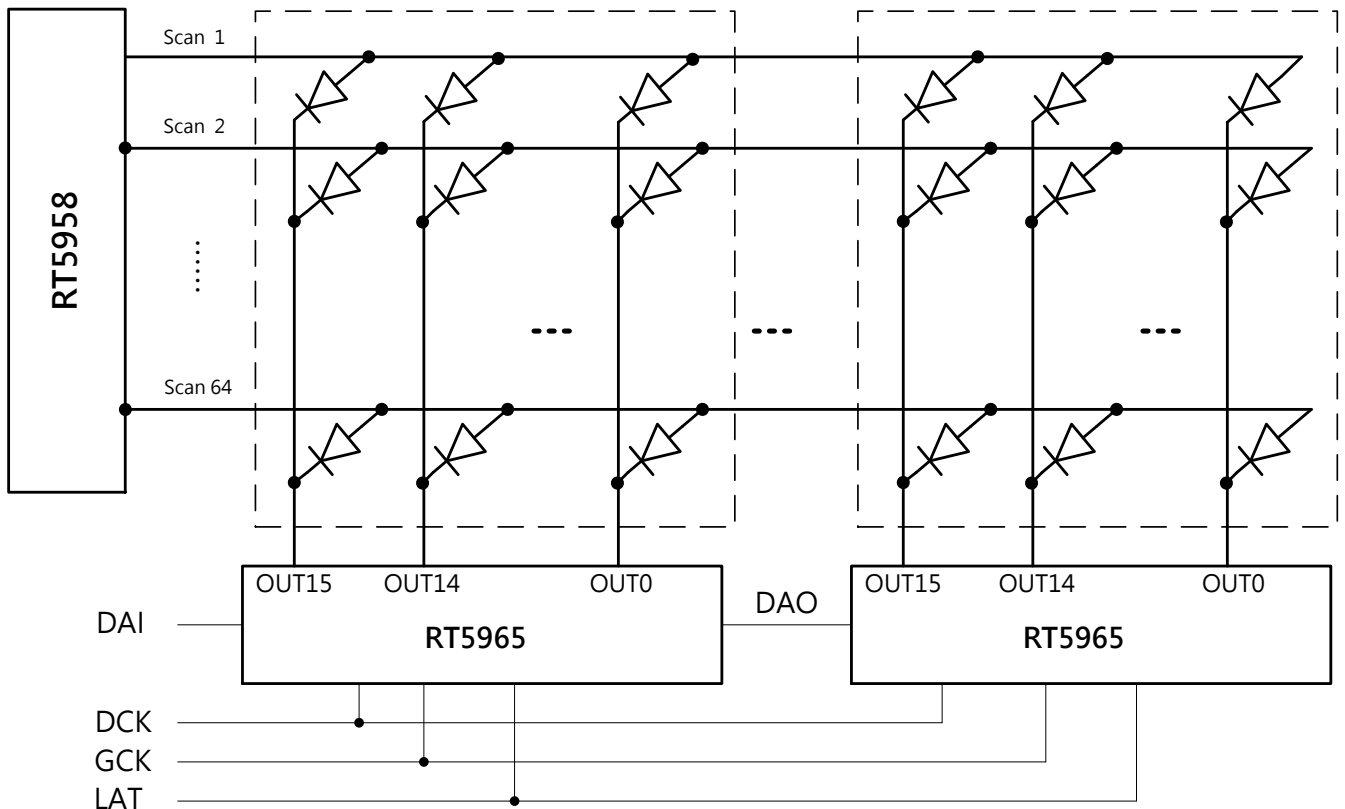 Scan 1
Scan 2
RT5958
Scan 64
OUT15 OUT14 OUT0
OUT15 OUT14 OUT0
DAI
RT5965
DAO
RT5965
DCK
GCK
LAT